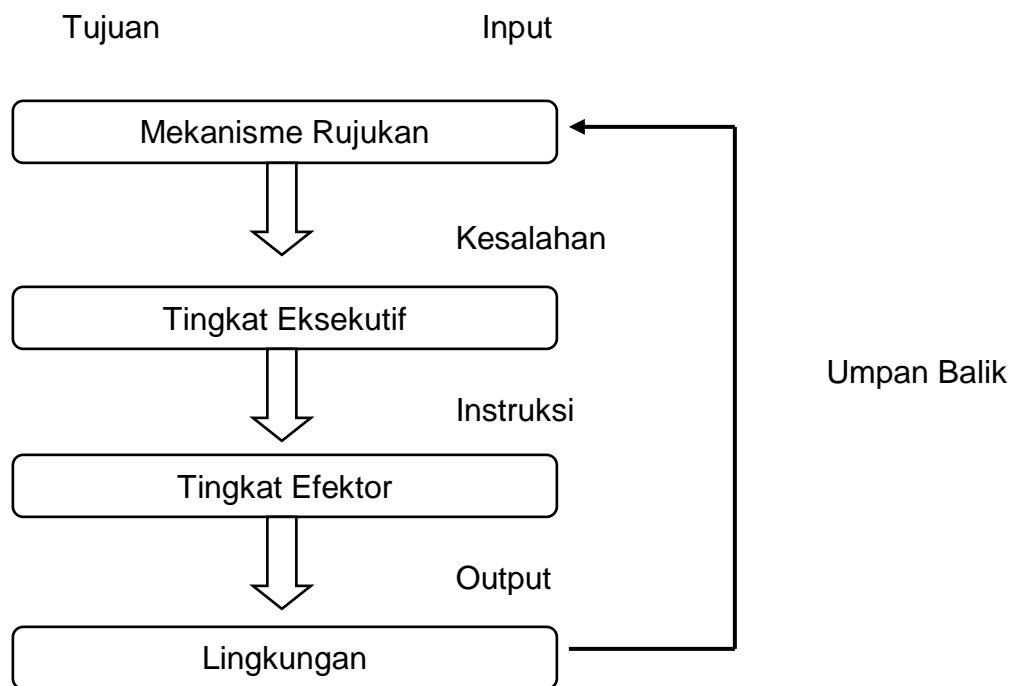 Tujuan Input
Mekanisme Rujukan
Kesalahan
Tingkat Eksekutif
Umpan Balik
Instruksi
Tingkat Efektor
Output
Lingkungan